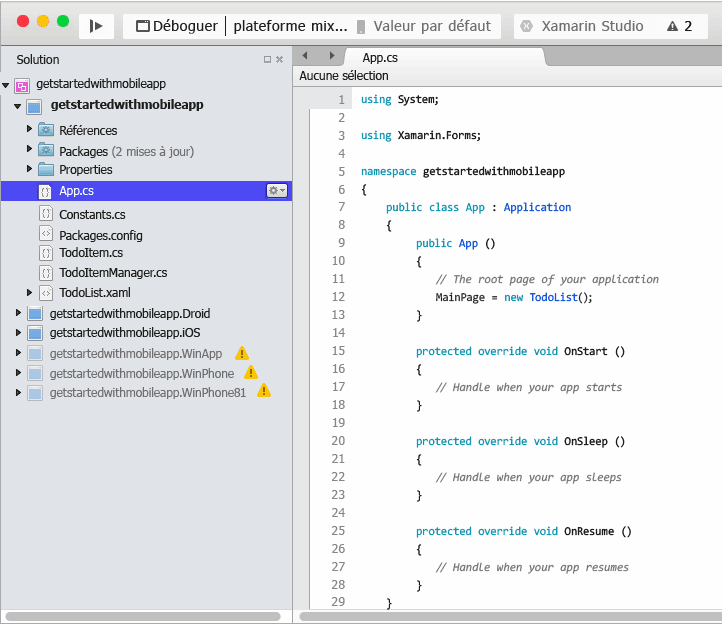 Déboguer plateforme mix... Valeur par défaut Xamarin Studio 2
Solution
getstartedwithmobileapp
getstartedwithmobileapp
Références
Packages (2 mises à jour)
Properties
App.cs
Constants.cs
Packages.config
TodoItem.cs
TodoItemManager.cs
TodoList.xaml
getstartedwithmobileapp.Droid
getstartedwithmobileapp.iOS
getstartedwithmobileapp.WinApp
getstartedwithmobileapp.WinPhone
getstartedwithmobileapp.WinPhone81
App.cs
Aucune sélection
1 using System;
2
3 using Xamarin.Forms;
4
5 namespace getstartedwithmobileapp
6 {
7 public class App : Application
8 {
9 public App ()
10 {
11 // The root page of your application
12 MainPage = new TodoList();
13 }
14
15 protected override void OnStart ()
16 {
17 // Handle when your app starts
18 }
19
20 protected override void OnSleep ()
21 {
22 // Handle when your app sleeps
23 }
24
25 protected override void OnResume ()
26 {
27 // Handle when your app resumes
28 }
29 }